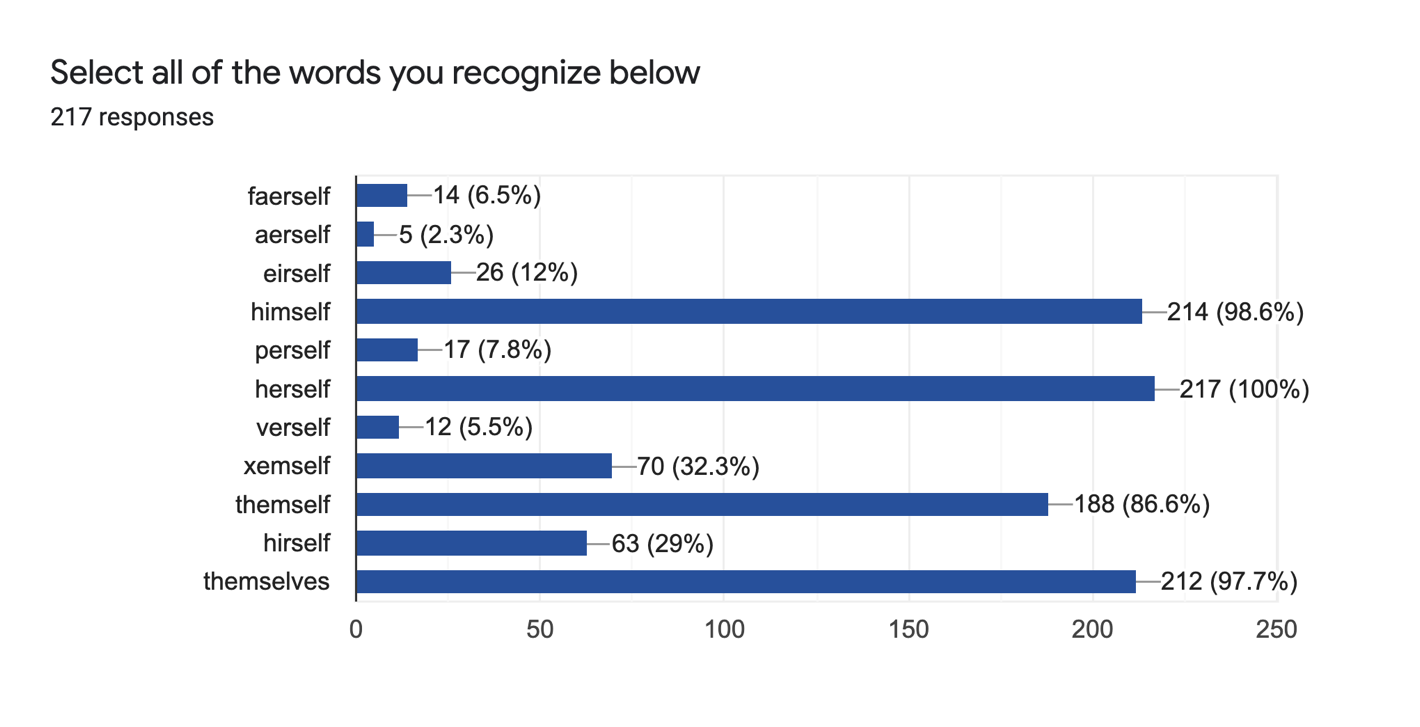 Select all of the words you recognize below
217 responses
faerself 14 (6.5%)
aerself 5 (2.3%)
eirself 26 (12%)
himself 214 (98.6%)
perself 17 (7.8%)
herself 217 (100%)
verself 12 (5.5%)
xemself 70 (32.3%)
themself 188 (86.6%)
hirself 63 (29%)
themselves 212 (97.7%)
0 50 100 150 200 250